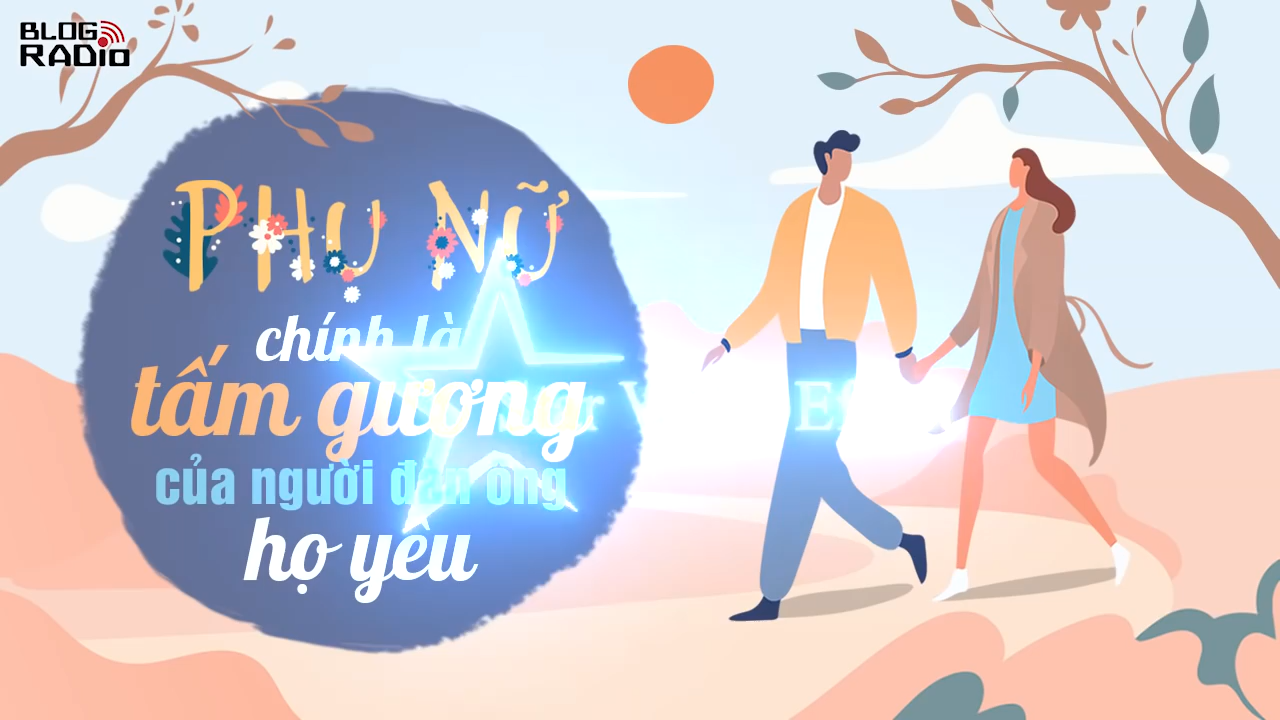 BLOG
RADIO
PHỤ NỮ
chính là
tấm gương
của người đàn ông
họ yêu